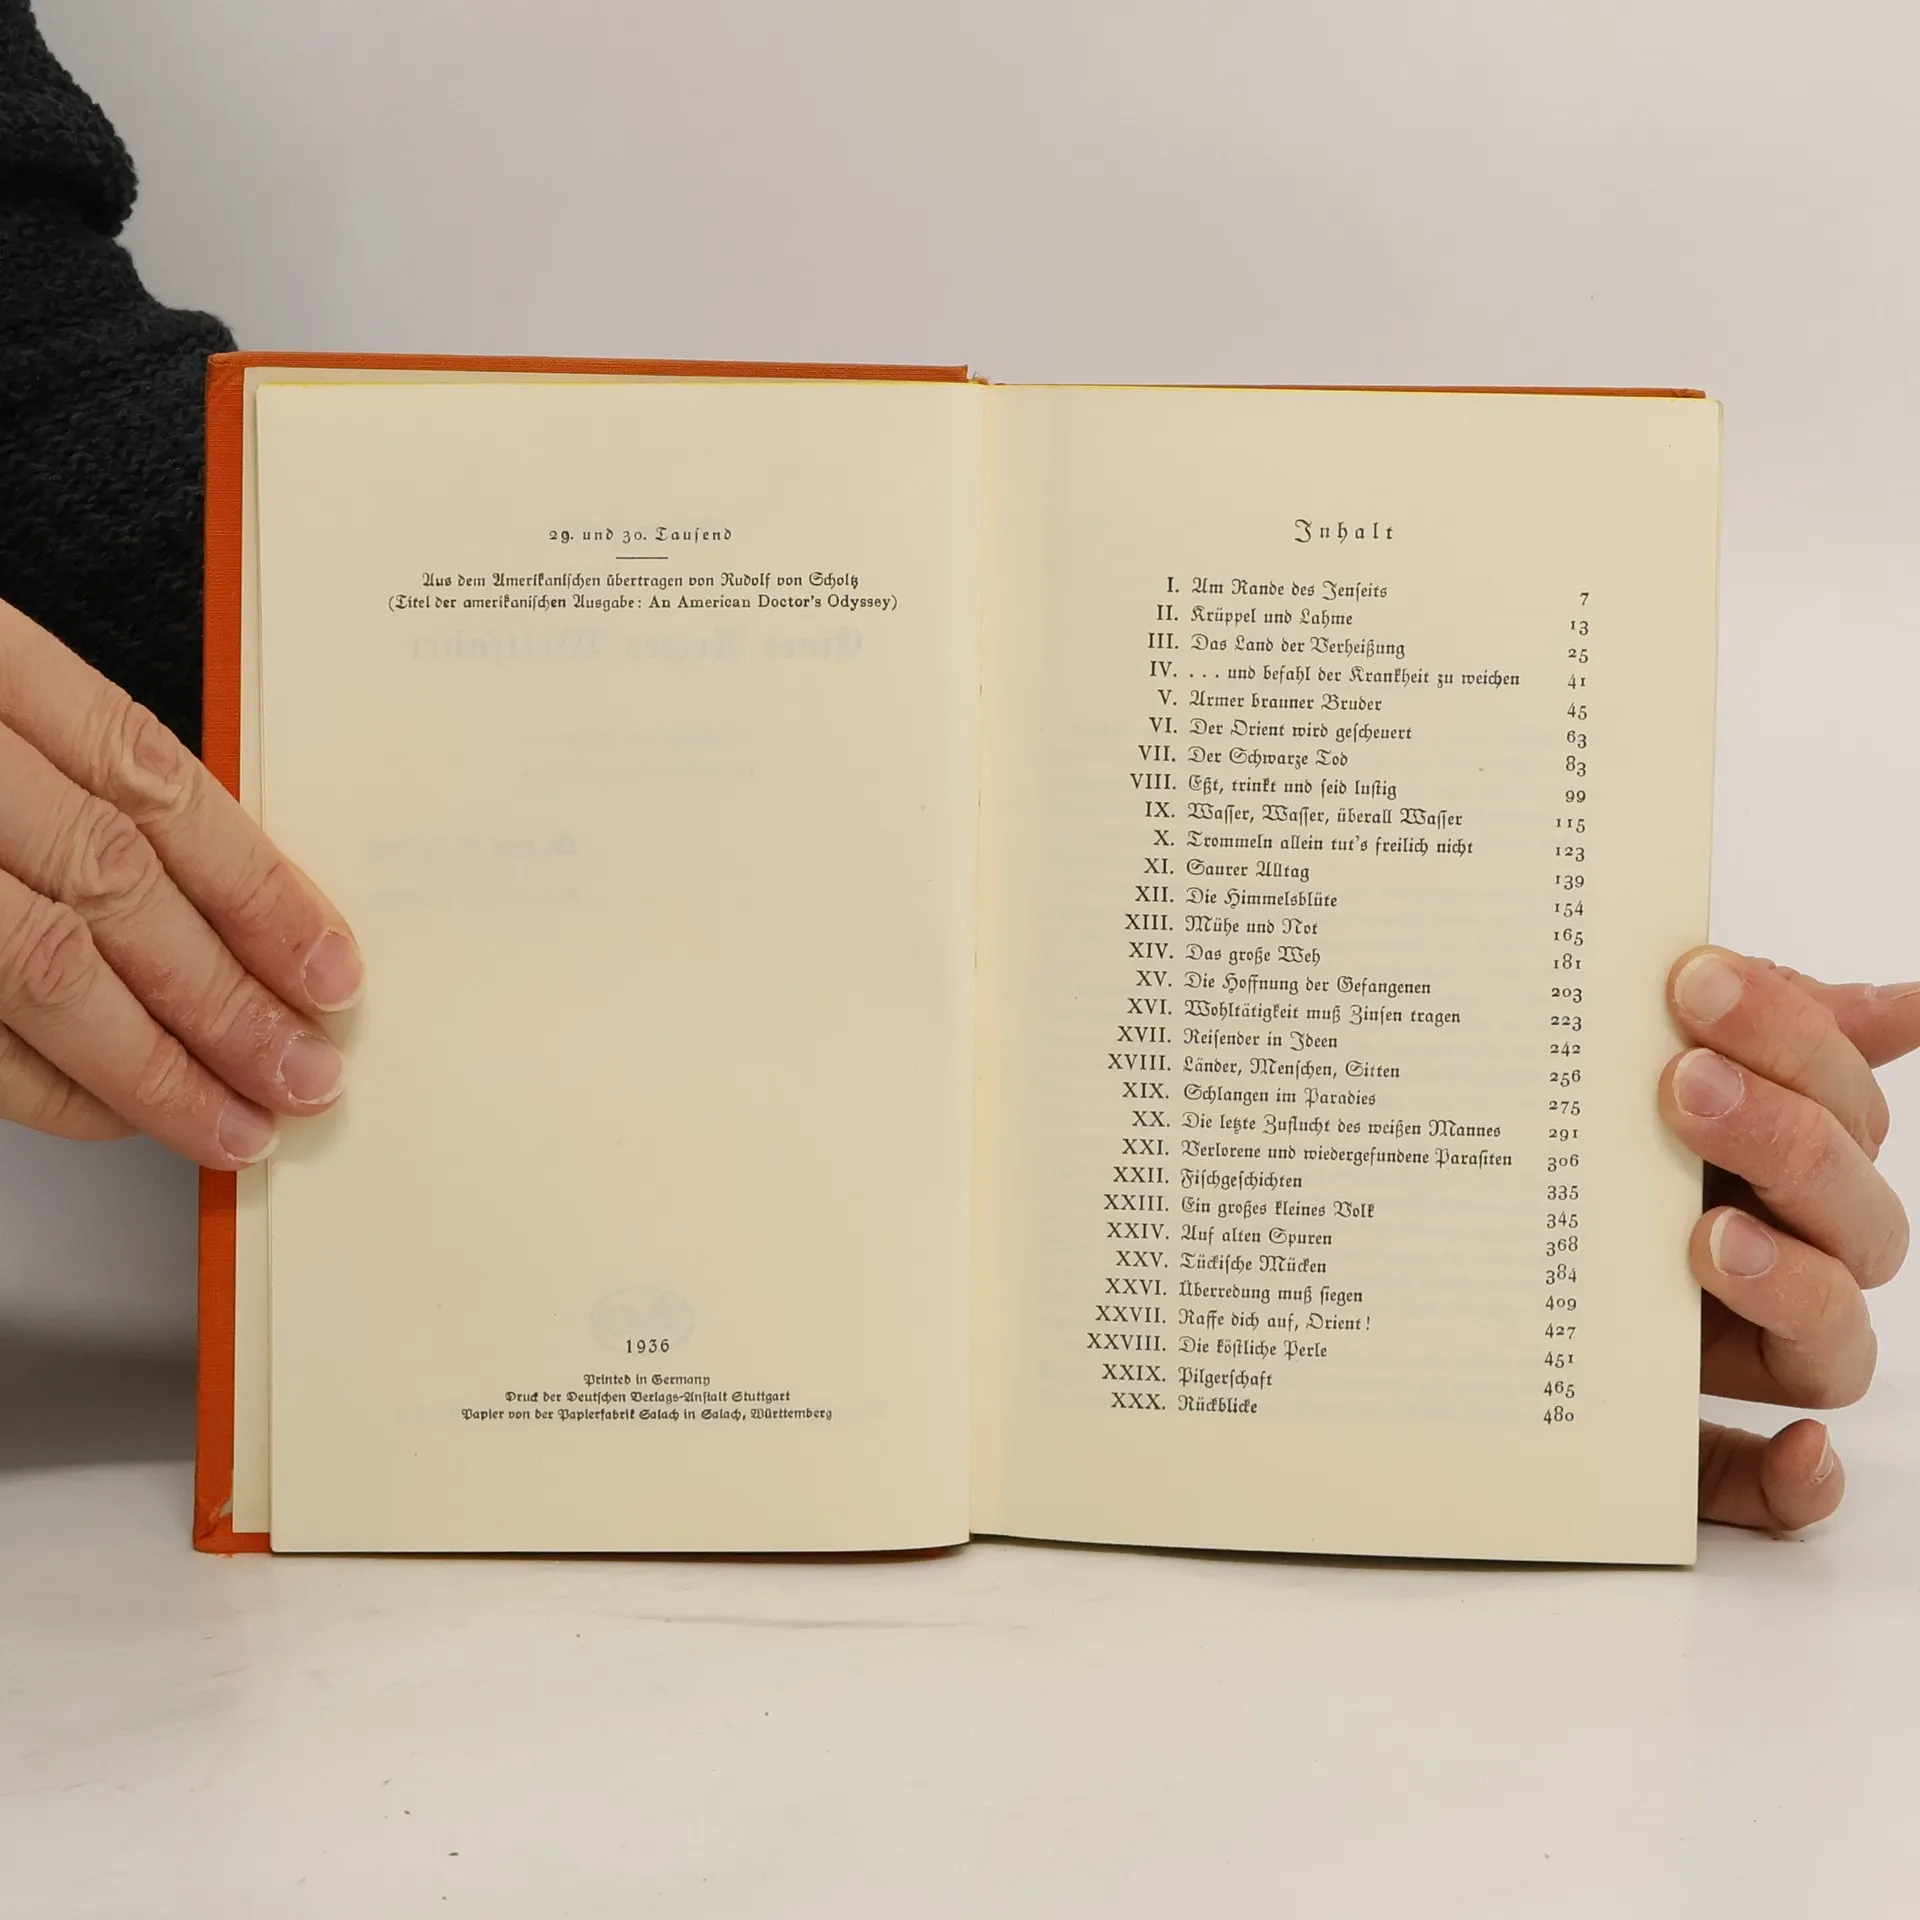 29. und 30. Tausend
Aus dem Amerikanischen übertragen von Rudolf von Scholtz
(Titel der amerikanischen Ausgabe: An American Doctor's Odyssey)
1936
Printed in Germany
Druck der Deutschen Verlags-Anstalt Stuttgart
Papier von der Papierfabrik Salach in Salach, Württemberg
Inhalt
I. Am Rande des Jenseits 7
II. Krüppel und Lahme 13
III. Das Land der Verheißung 25
IV. . . . und befahl der Krankheit zu weichen 41
V. Armer brauner Bruder 45
VI. Der Orient wird gescheuert 63
VII. Der Schwarze Tod 83
VIII. Eßt, trinkt und seid lustig 99
IX. Wasser, Wasser, überall Wasser 115
X. Trommeln allein tut's freilich nicht 123
XI. Saurer Alltag 139
XII. Die Himmelsblüte 154
XIII. Mühe und Not 165
XIV. Das große Weh 181
XV. Die Hoffnung der Gefangenen 203
XVI. Wohltätigkeit muß Zinsen tragen 223
XVII. Reisender in Ideen 242
XVIII. Länder, Menschen, Sitten 256
XIX. Schlangen im Paradies 275
XX. Die letzte Zuflucht des weißen Mannes 291
XXI. Verlorene und wiedergefundene Parasiten 306
XXII. Fischgeschichten 335
XXIII. Ein großes kleines Volk 345
XXIV. Auf alten Spuren 368
XXV. Tückische Mücken 384
XXVI. Überredung muß siegen 409
XXVII. Raffe dich auf, Orient! 427
XXVIII. Die köstliche Perle 451
XXIX. Pilgerschaft 465
XXX. Rückblicke 480